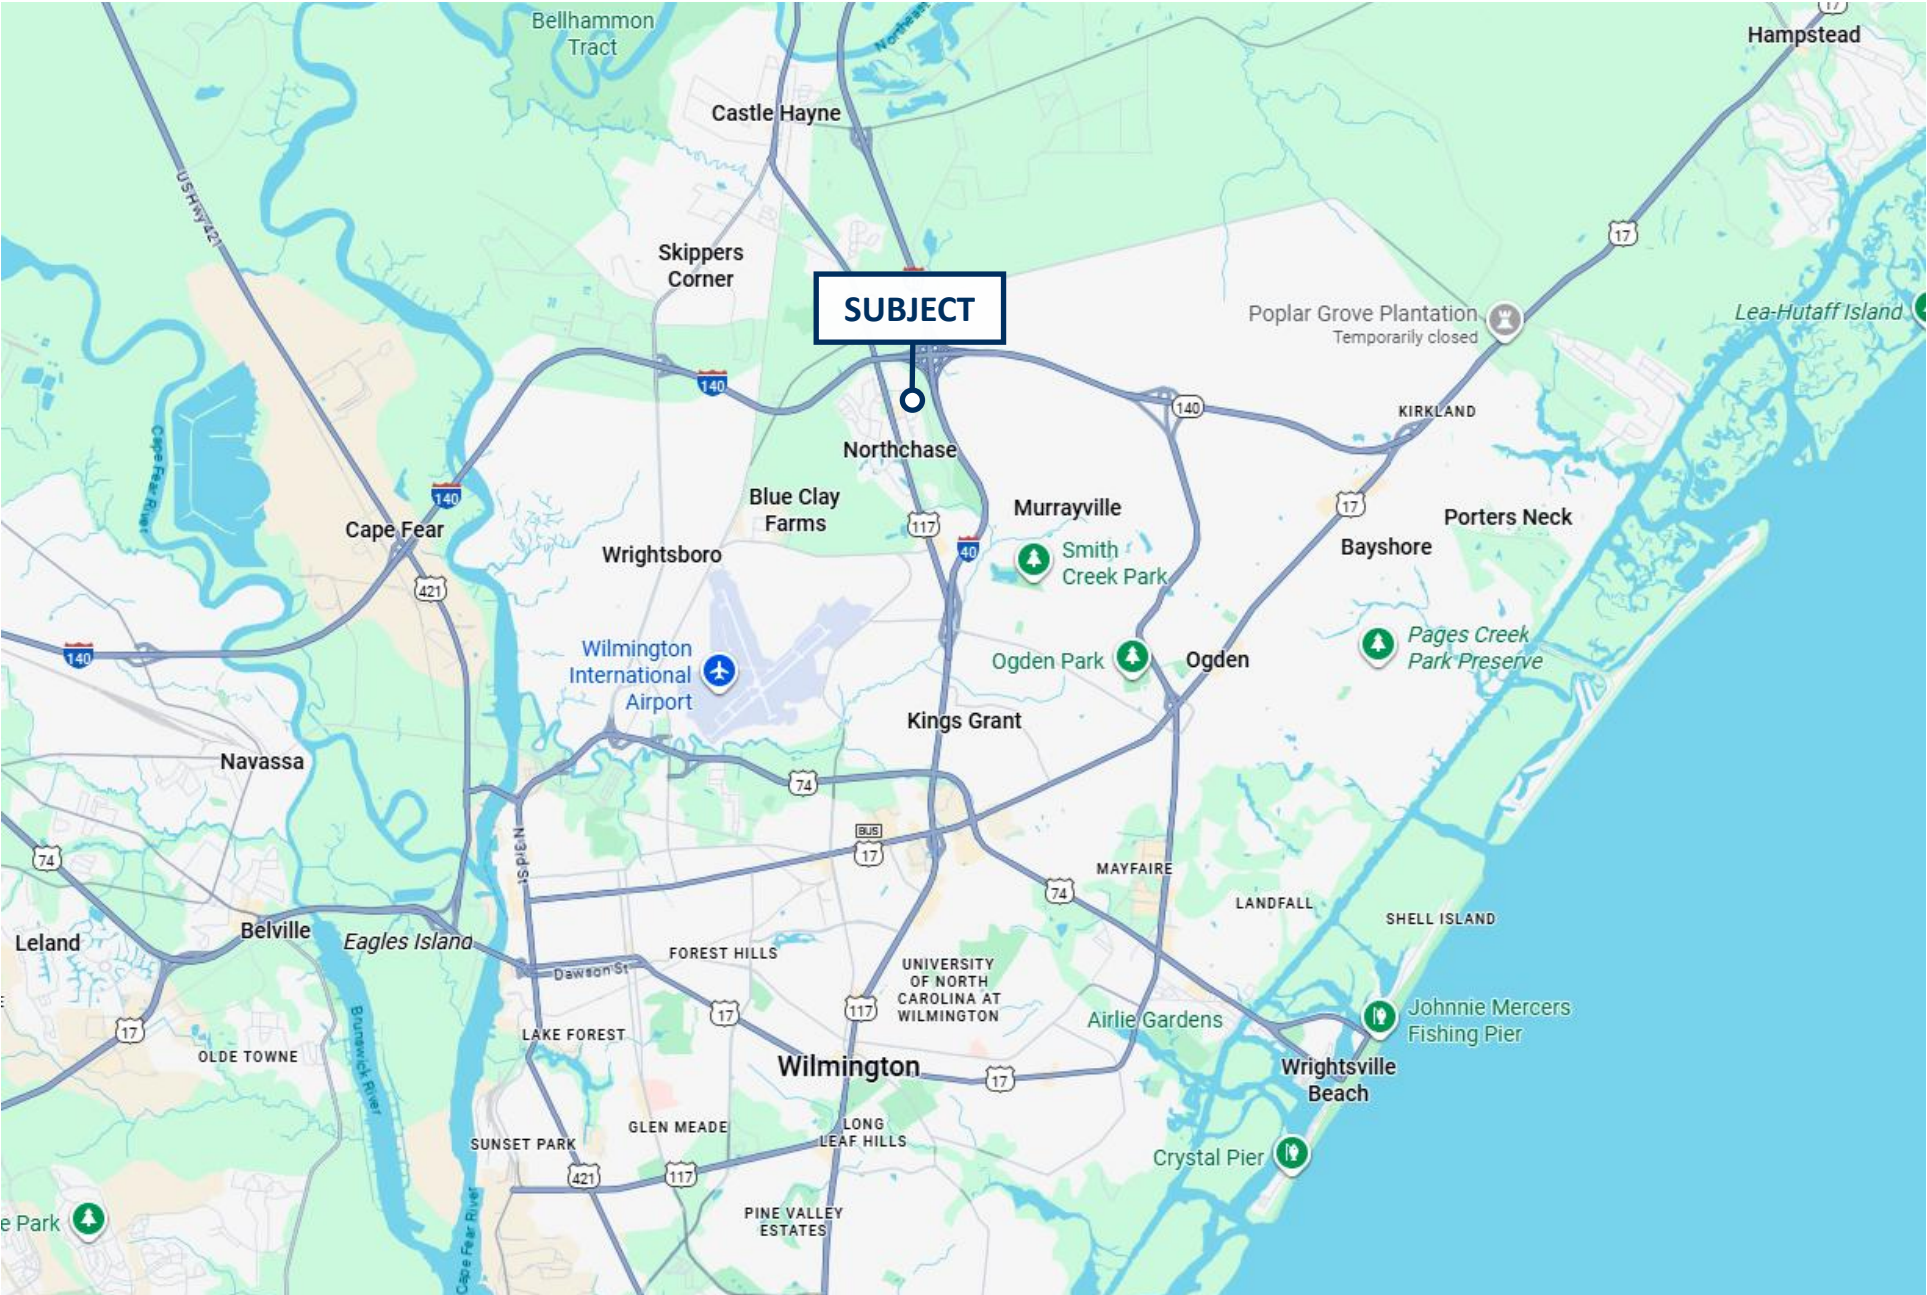 Bellhammon
Tract
Northeast
17
Hampstead
Castle Hayne
US Hwy 421
Skippers
Corner
17
SUBJECT
Poplar Grove Plantation
Temporarily closed
Lea-Hutaff Island
140
140
KIRKLAND
Northchase
Cape Fear River
140
Blue Clay
Farms
Murrayville
17
Porters Neck
Cape Fear
117
Bayshore
Wrightsboro
40
Smith
Creek Park
421
140
Wilmington
International
Airport
Ogden Park
Ogden
Pages Creek
Park Preserve
Kings Grant
Navassa
74
N 3rd St
BUS
17
74
MAYFAIRE
74
LANDFALL
SHELL ISLAND
Leland
Belville
Eagles Island
FOREST HILLS
Dawson St
UNIVERSITY
OF NORTH
CAROLINA AT
WILMINGTON
17
117
17
Airlie Gardens
Johnnie Mercers
Fishing Pier
OLDE TOWNE
Brunswick River
LAKE FOREST
Wilmington
17
Wrightsville
Beach
GLEN MEADE
LONG
LEAF HILLS
SUNSET PARK
421
117
Crystal Pier
e Park
Cape Fear River
PINE VALLEY
ESTATES